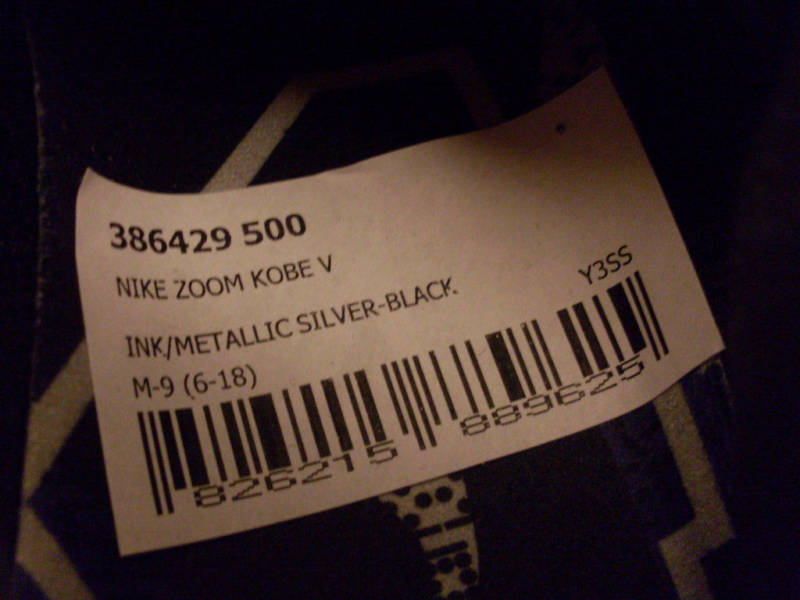 386429 500
NIKE ZOOM KOBE V
Y3SS
INK/METALLIC SILVER-BLACK
M-9 (6-18)
826215 889625